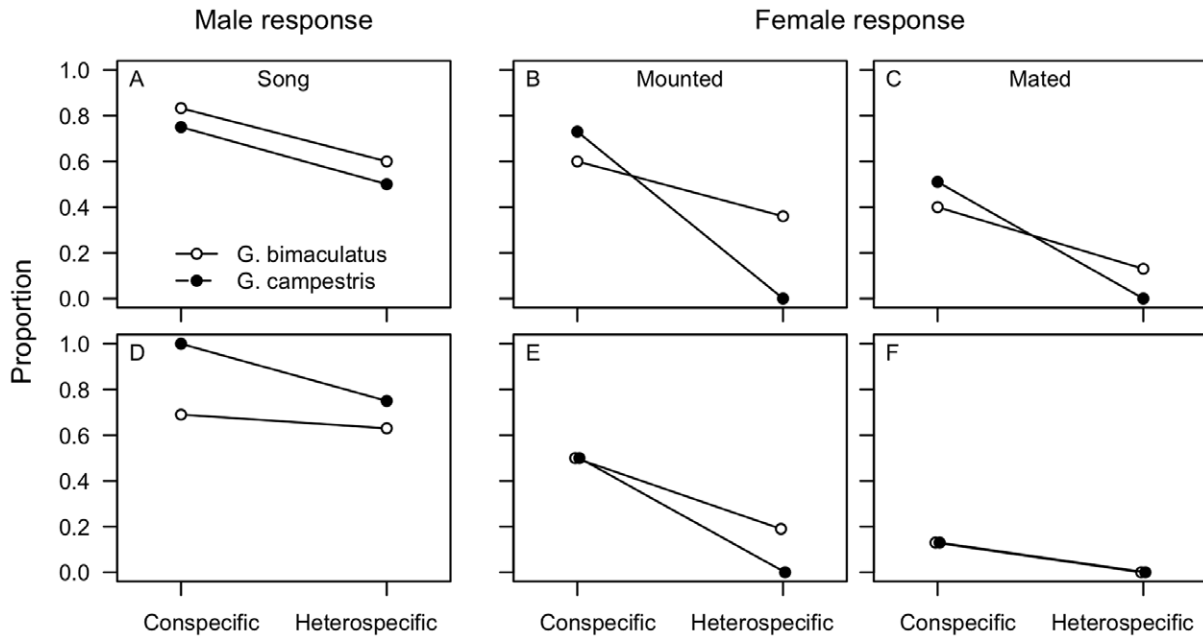 Male response
Female response
A
Song
B
Mounted
C
Mated
1.0
0.8
0.6
0.4
0.2
0.0
G. bimaculatus
G. campestris
Proportion
D
E
F
1.0
0.8
0.6
0.4
0.2
0.0
Conspecific
Heterospecific
Conspecific
Heterospecific
Conspecific
Heterospecific